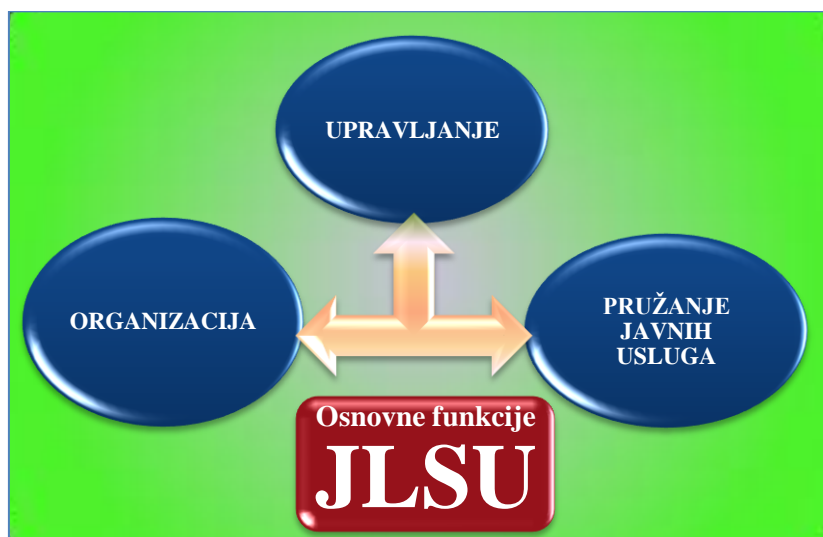 UPRAVLJANJE
ORGANIZACIJA
PRUŽANJE
JAVNIH
USLUGA
Osnovne funkcije
JLSU